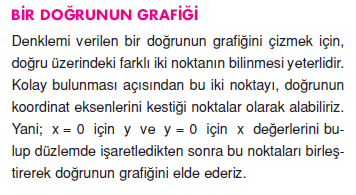 BİR DOĞRUNUN GRAFİĞİ
Denklemi verilen bir doğrunun grafiğini çizmek için,
doğru üzerindeki farklı iki noktanın bilinmesi yeterlidir.
Kolay bulunması açısından bu iki noktayı, doğrunun
koordinat eksenlerini kestiği noktalar olarak alabiliriz.
Yani; x = 0 için y ve y = 0 için x değerlerini bu-
lup düzlemde işaretledikten sonra bu noktaları birleş-
tirerek doğrunun grafiğini elde ederiz.